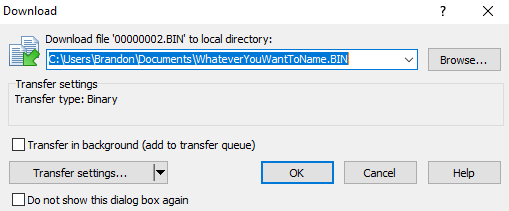 Download
Download file '00000002.BIN' to local directory:
C:\Users\Brandon\Documents\WhateverYouWantToName.BIN
Browse...
Transfer settings
Transfer type: Binary
Transfer in background (add to transfer queue)
Transfer settings...
OK
Cancel
Help
Do not show this dialog box again